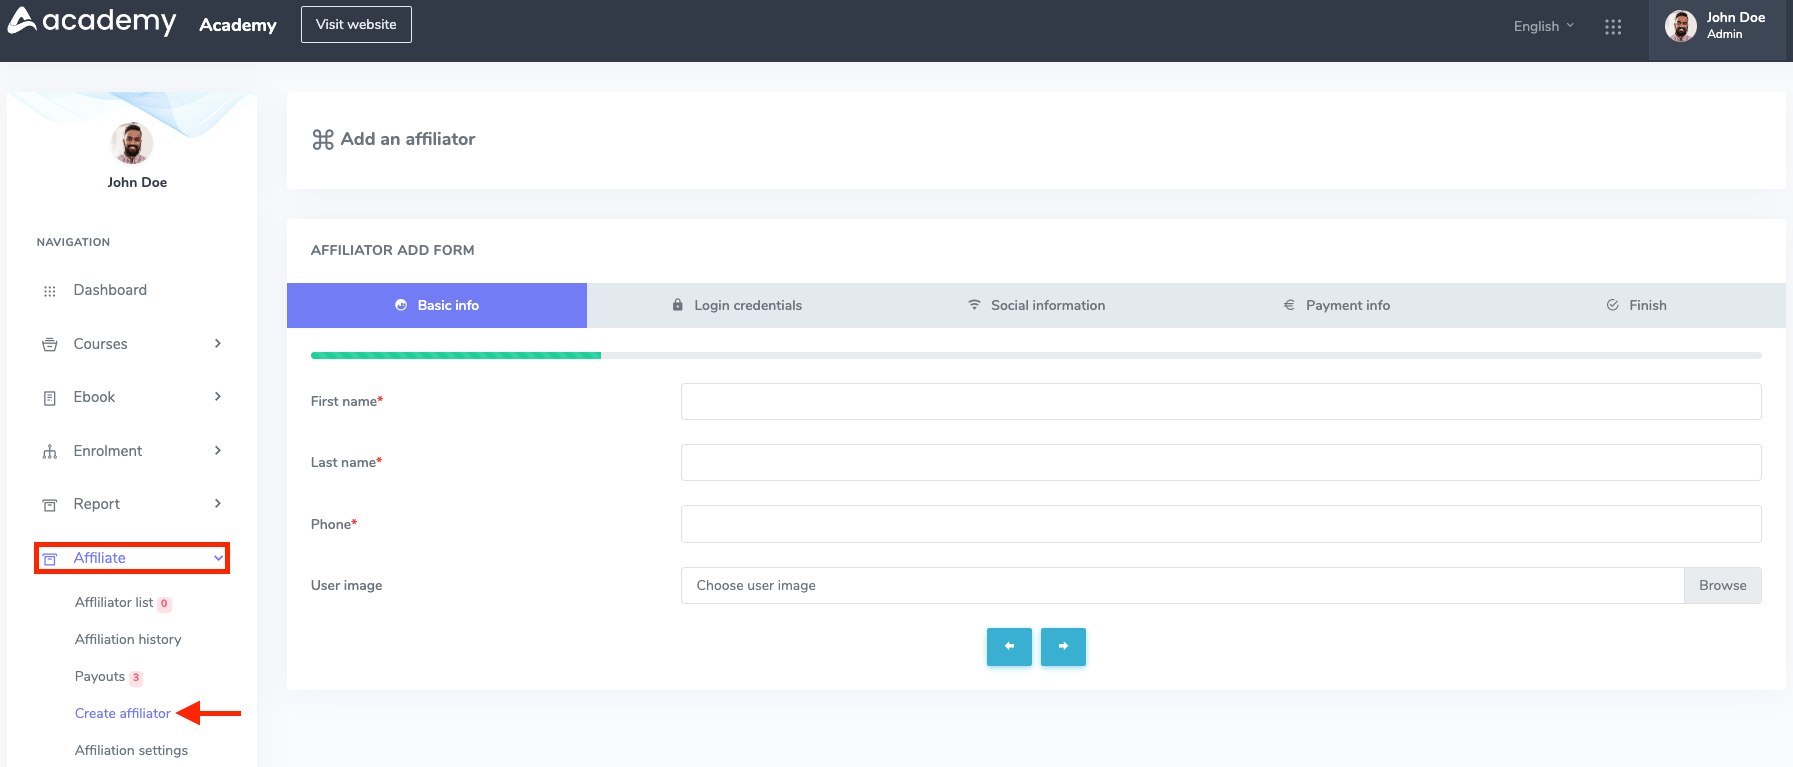 academy Academy Visit website English John Doe
Admin
John Doe
NAVIGATION
Dashboard
Courses
Ebook
Enrolment
Report
Affiliate
Affliliator list 0
Affiliation history
Payouts 3
Create affiliator
Affiliation settings
Add an affiliator
AFFILIATOR ADD FORM
Basic info Login credentials Social information Payment info Finish
First name*
Last name*
Phone*
User image Choose user image Browse